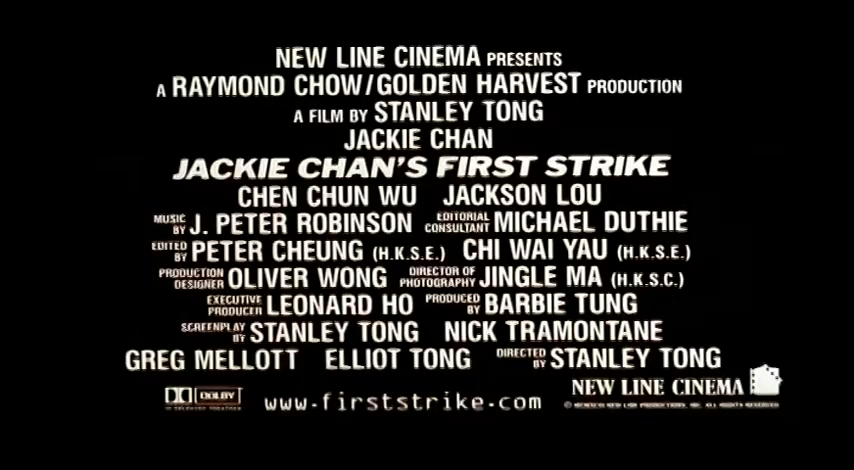 NEW LINE CINEMA PRESENTS
A RAYMOND CHOW/GOLDEN HARVEST PRODUCTION
A FILM BY STANLEY TONG
JACKIE CHAN
JACKIE CHAN'S FIRST STRIKE
CHEN CHUN WU JACKSON LOU
MUSIC BY J. PETER ROBINSON EDITORIAL CONSULTANT MICHAEL DUTHIE
EDITED BY PETER CHEUNG (H.K.S.E.) CHI WAI YAU (H.K.S.E.)
PRODUCTION DESIGNER OLIVER WONG DIRECTOR OF PHOTOGRAPHY JINGLE MA (H.K.S.C.)
EXECUTIVE PRODUCER LEONARD HO PRODUCED BY BARBIE TUNG
SCREENPLAY BY STANLEY TONG NICK TRAMONTANE
GREG MELLOTT ELLIOT TONG DIRECTED BY STANLEY TONG
DOLBY www.firststrike.com NEW LINE CINEMA